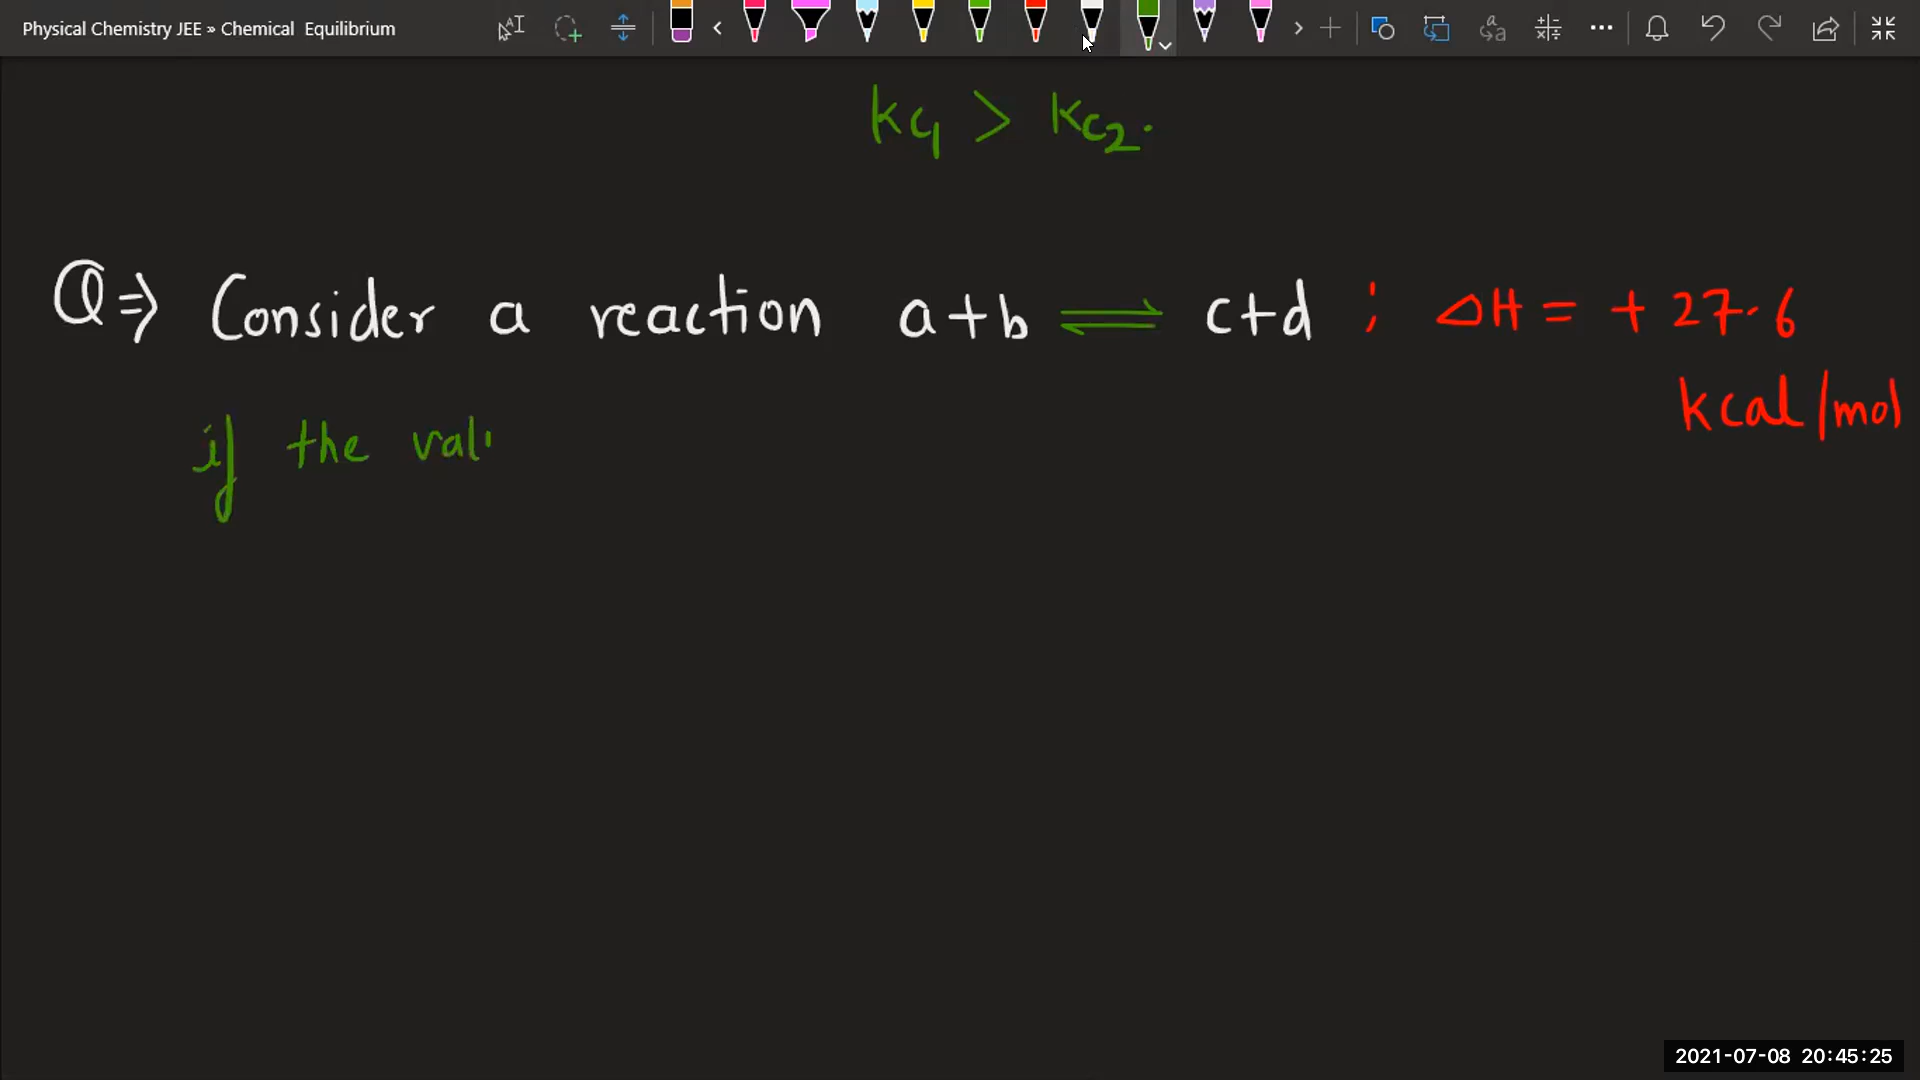 Physical Chemistry JEE » Chemical Equilibrium
kc1 > kc2.
Q⇒ Consider a reaction a+b ⇌ c+d ; ΔH = + 27.6
kcal/mol
if the val
2021-07-08 20:45:25